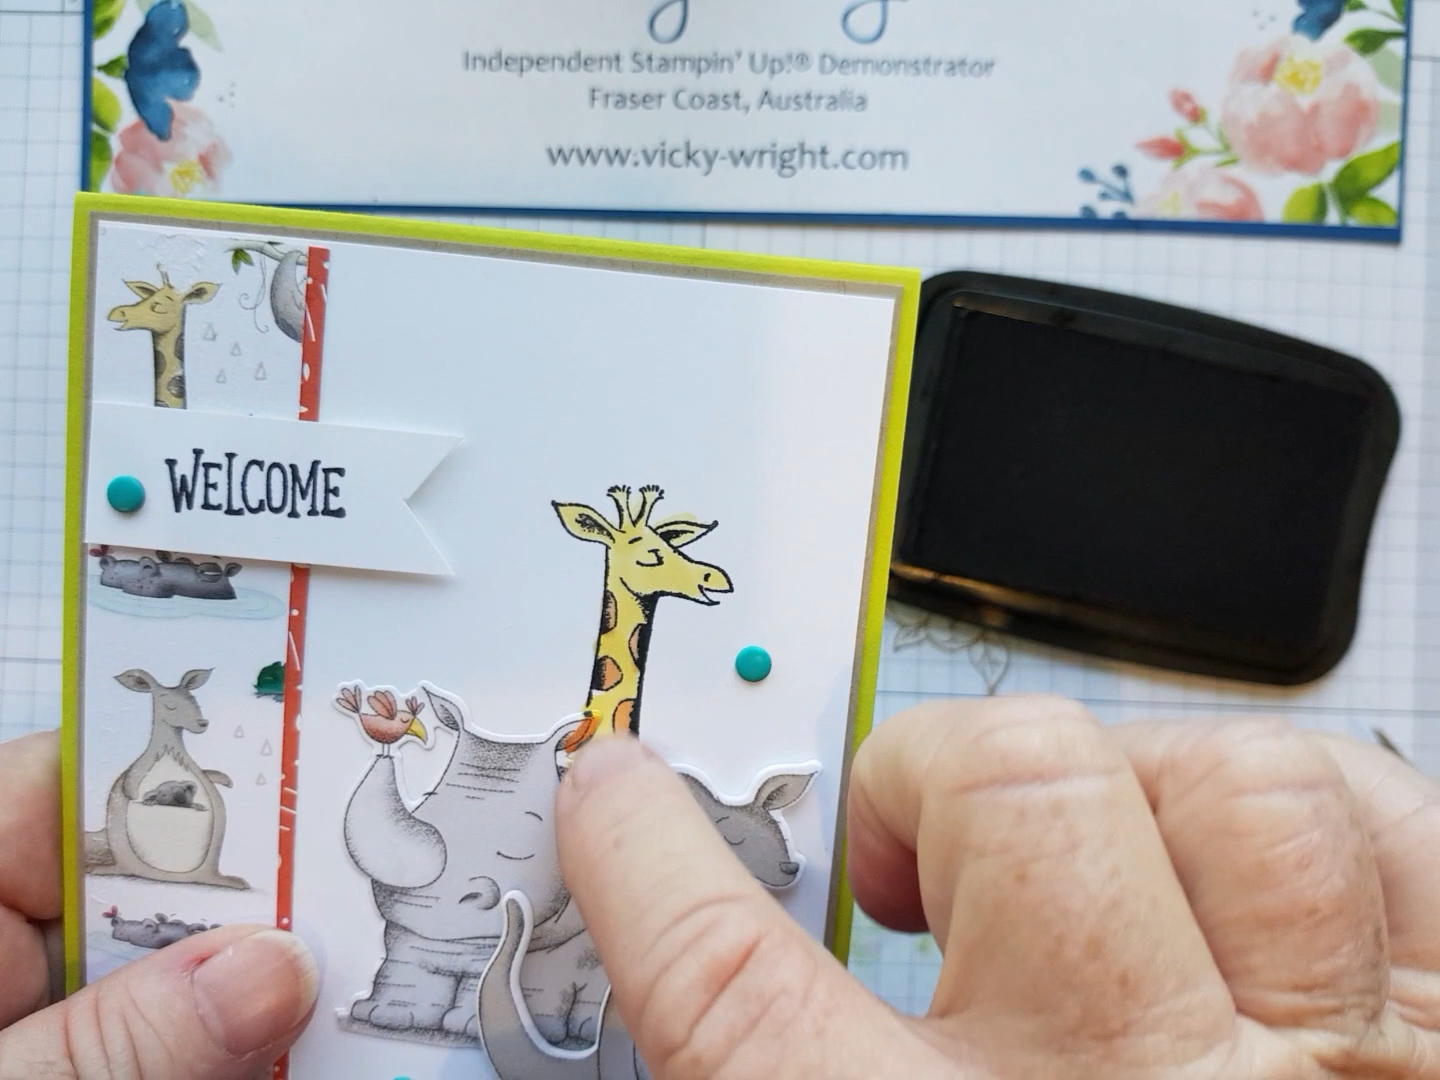 Independent Stampin' Up!® Demonstrator
Fraser Coast, Australia
www.vicky-wright.com
WELCOME